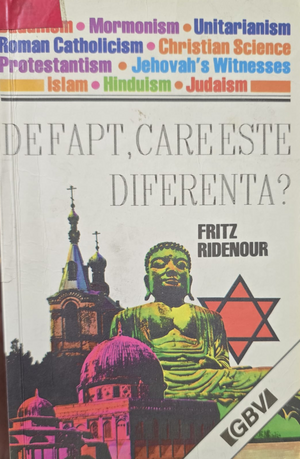 • Mormonism • Unitarianism
Roman Catholicism • Christian Science
Protestantism • Jehovah's Witnesses
Islam • Hinduism • Judaism
DE FAPT, CARE ESTE
DIFERENTA?
FRITZ
RIDENOUR
GBV